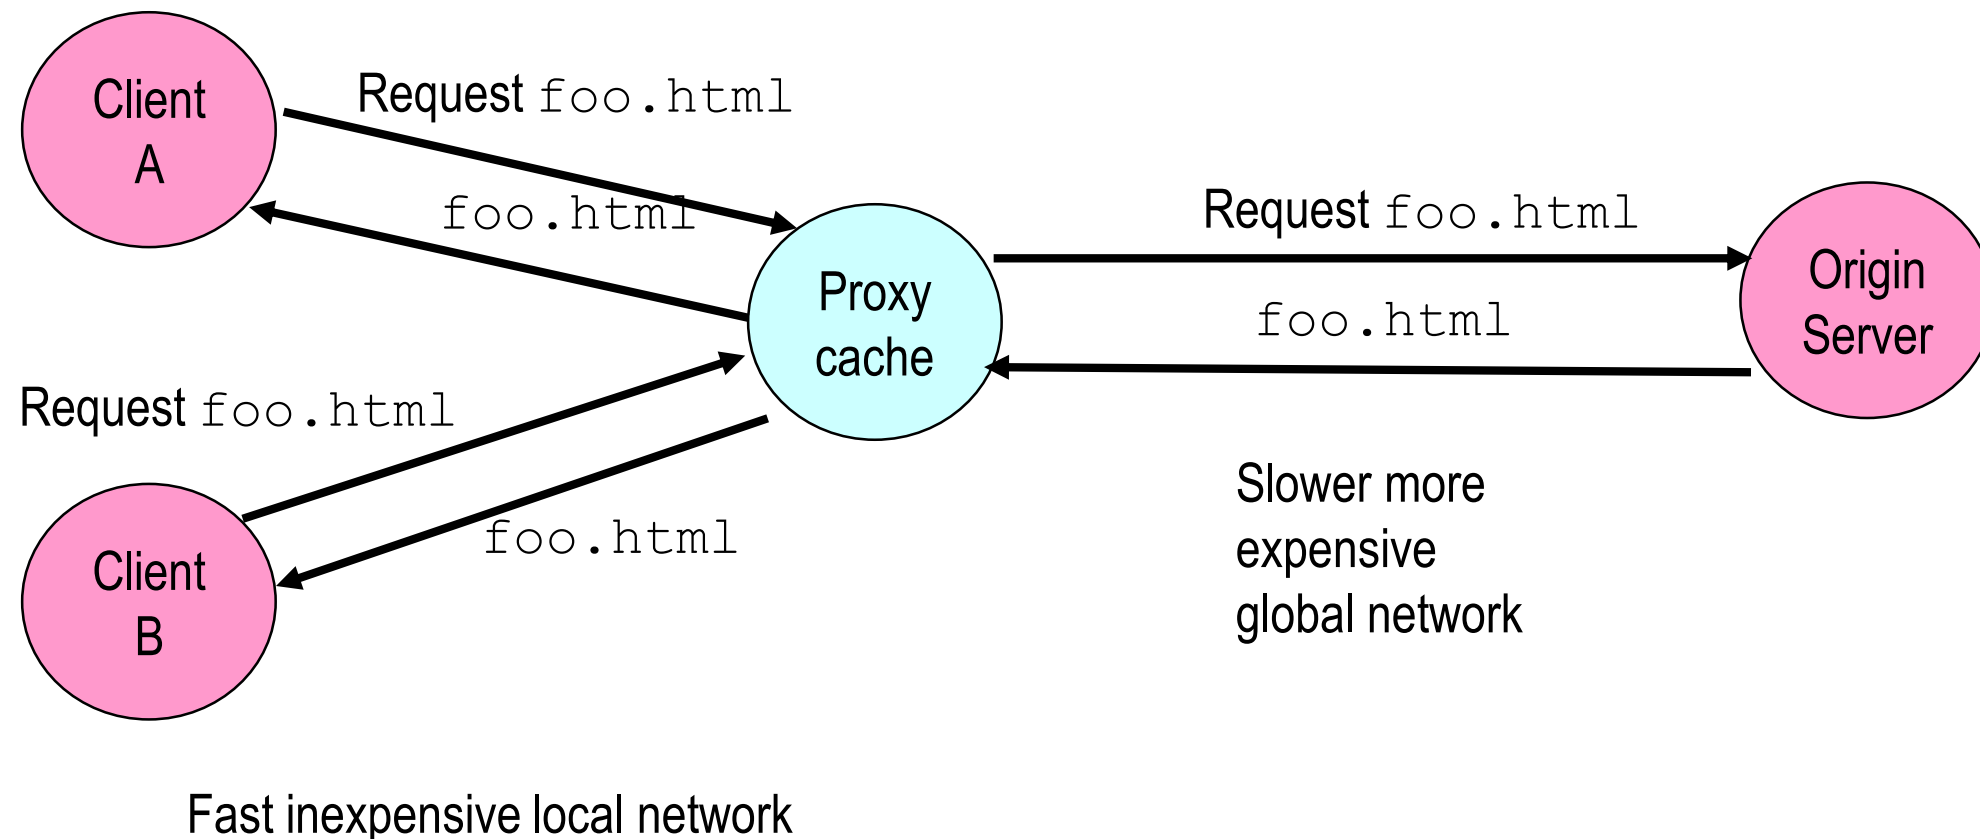 Client
A
Request foo.html
foo.html
Request foo.html
foo.html
Proxy
cache
Origin
Server
Request foo.html
foo.html
Client
B
Slower more
expensive
global network
Fast inexpensive local network